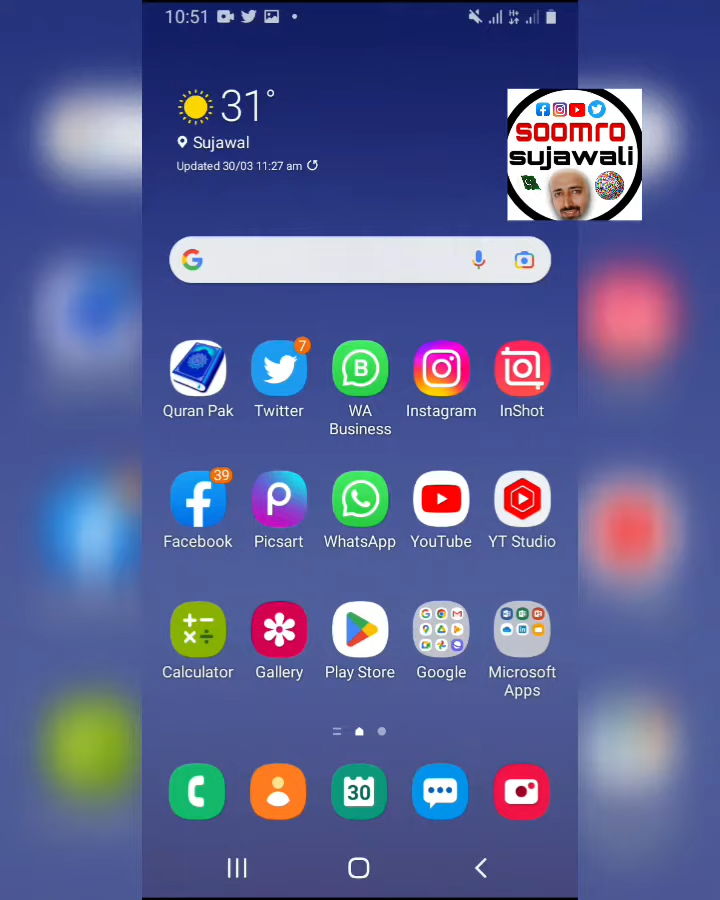 10:51
31°
Sujawal
Updated 30/03 11:27 am
SOOMRO
sujawali
Quran Pak
7
Twitter
WA
Business
Instagram
InShot
39
Facebook
Picsart
WhatsApp
YouTube
YT Studio
Calculator
Gallery
Play Store
Google
Microsoft
Apps
30